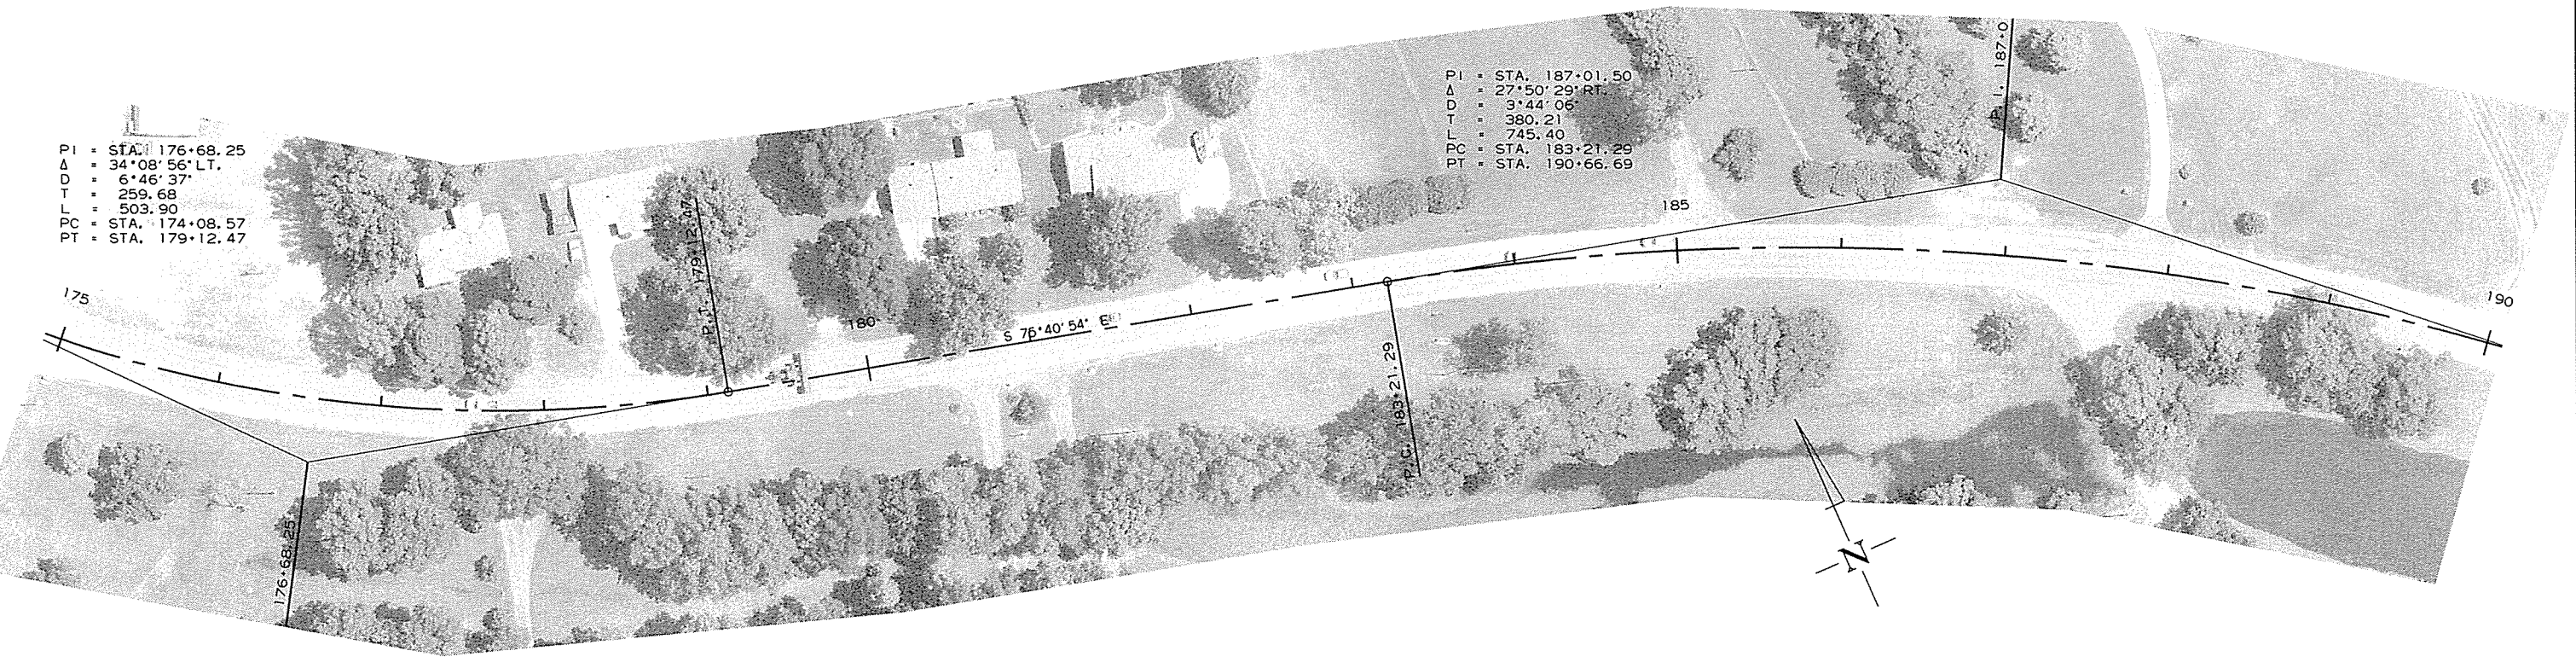 PI = STA. 176+68.25
Δ = 34°08'56" LT.
D = 6°46'37"
T = 259.68
L = 503.90
PC = STA. 174+08.57
PT = STA. 179+12.47
PI = STA. 187+01.50
Δ = 27°50'29" RT.
D = 3°44'06"
T = 380.21
L = 745.40
PC = STA. 183+21.29
PT = STA. 190+66.69
175
176+68.25
P.T. 179+12.47
180
S 76°40'54" E
P.C. 183+21.29
185
P.I. 187+0
190
N